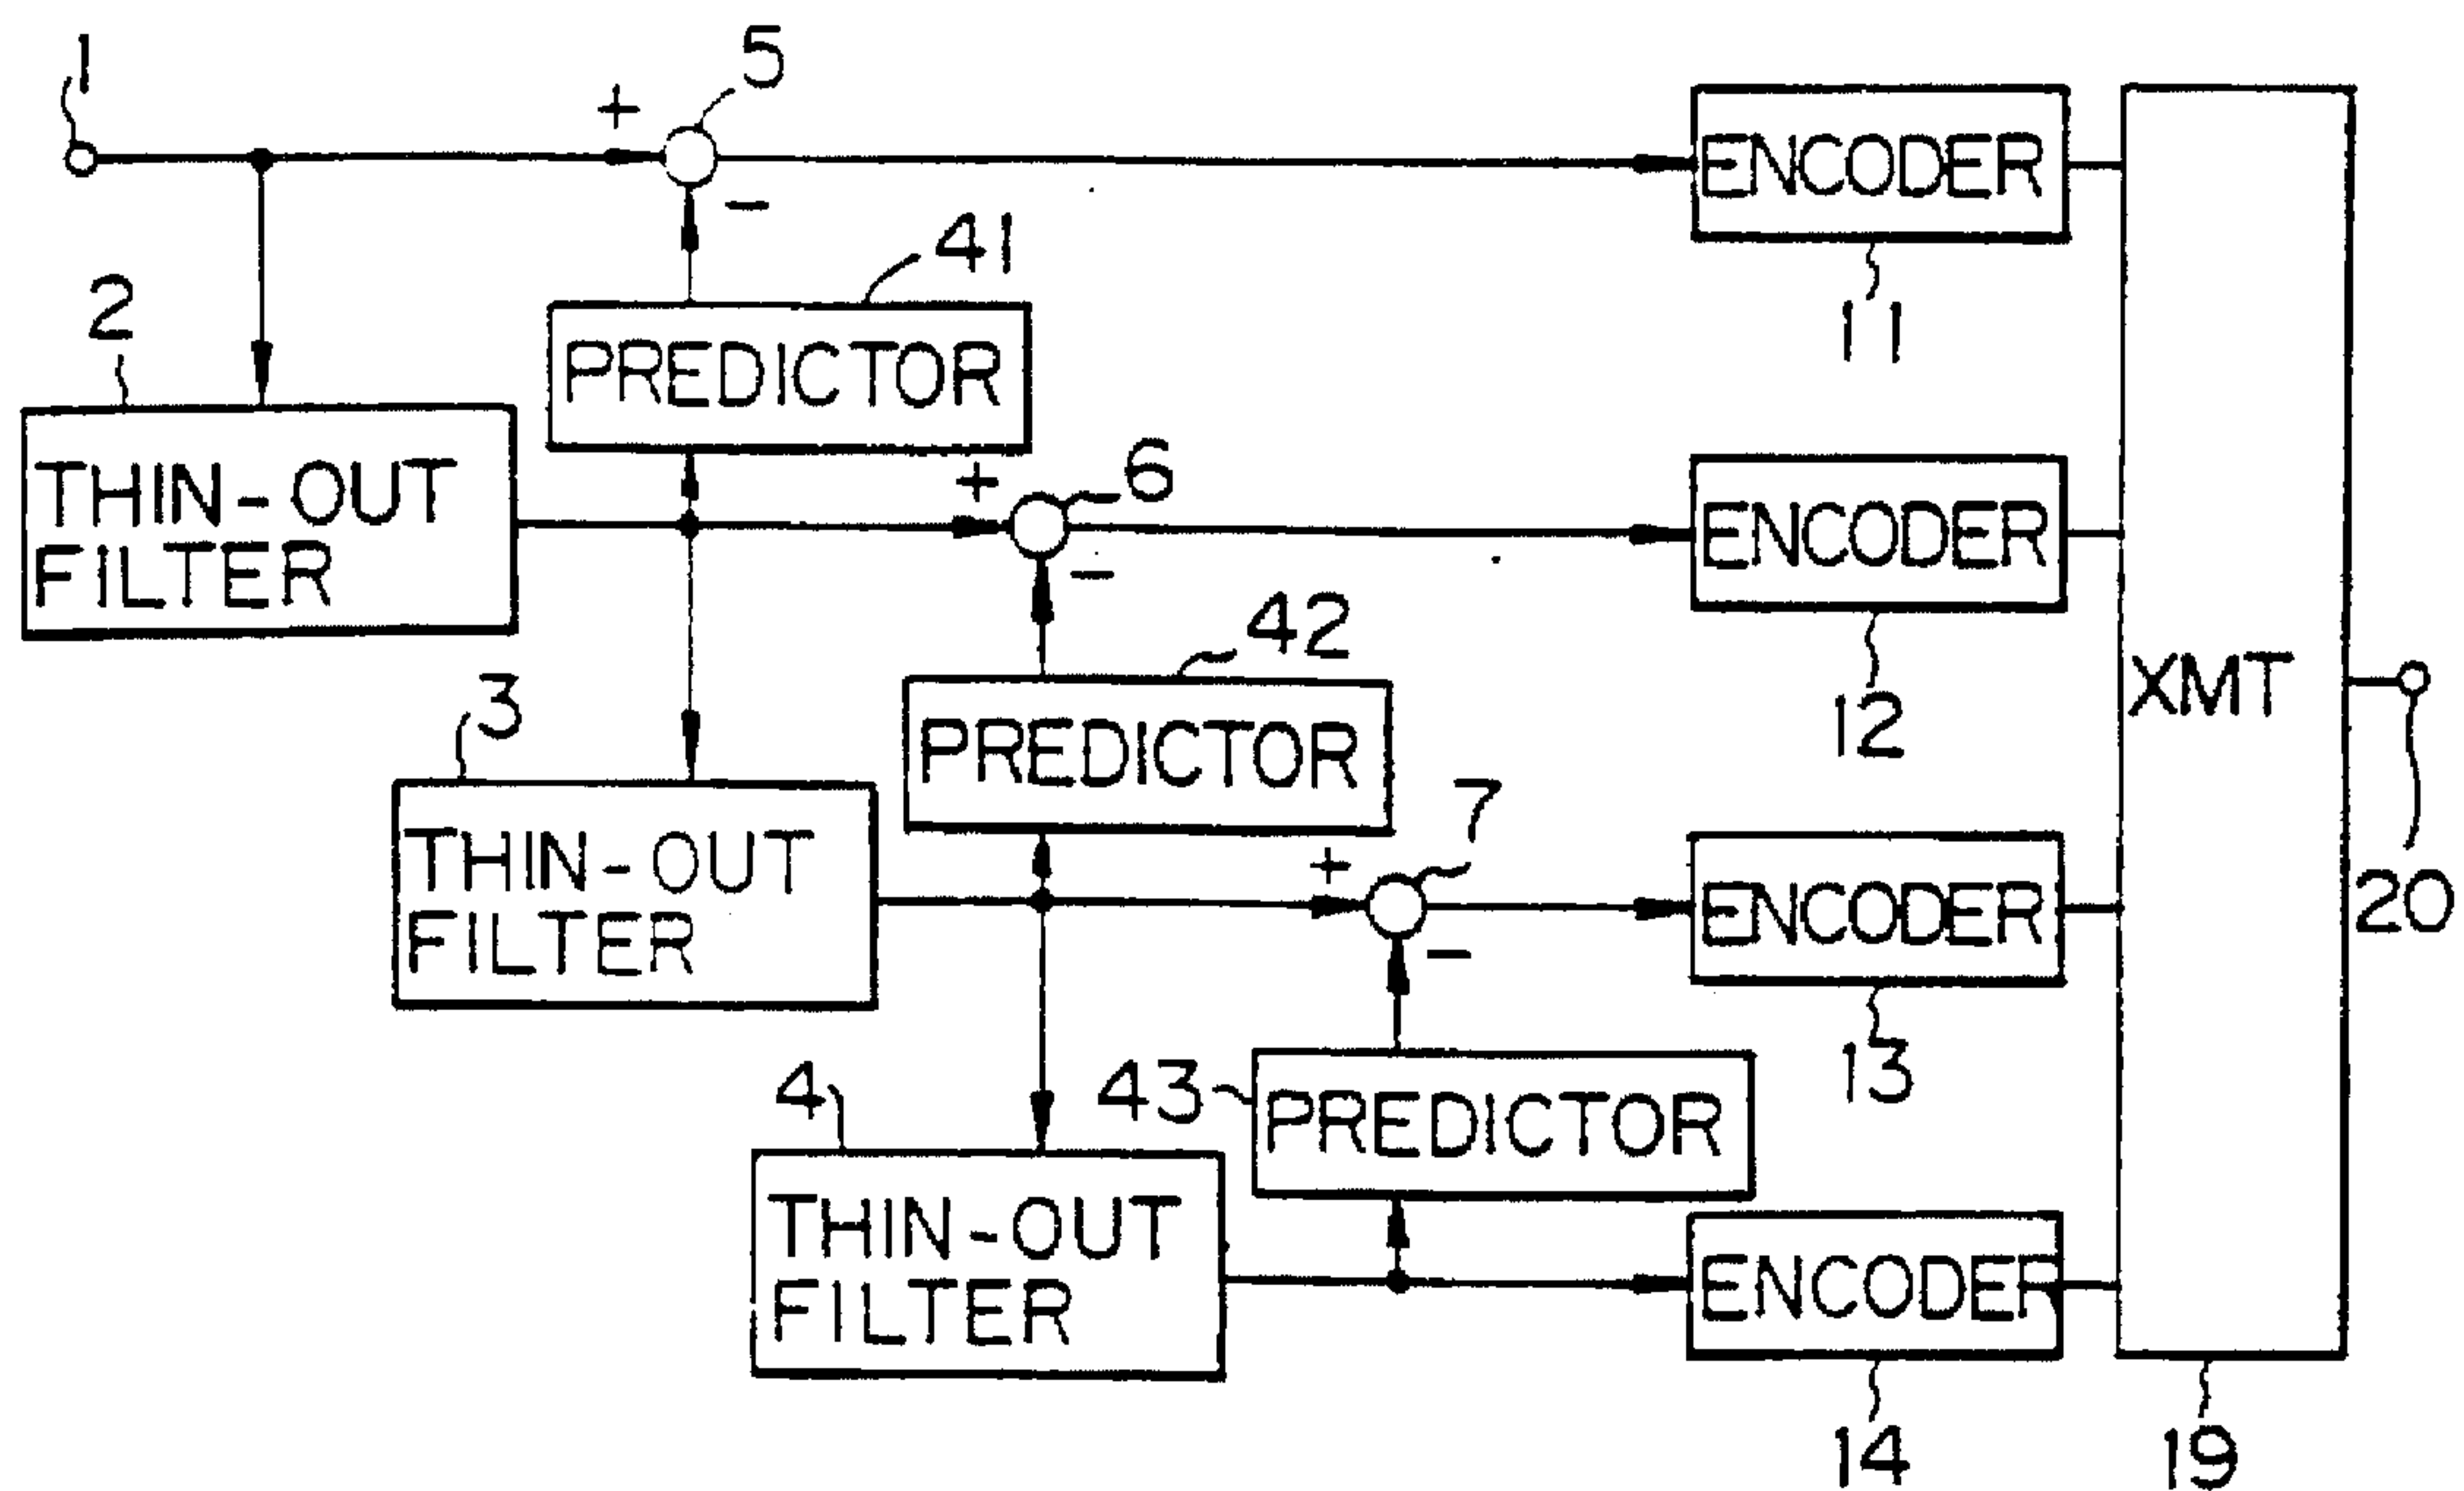 1
5
+
ENCODER
-
41
11
2
PREDICTOR
THIN-OUT
FILTER
+
6
ENCODER
-
42
12
XMT
3
PREDICTOR
7
20
THIN-OUT
FILTER
+
ENCODER
-
13
4
43
PREDICTOR
THIN-OUT
FILTER
ENCODER
14
19